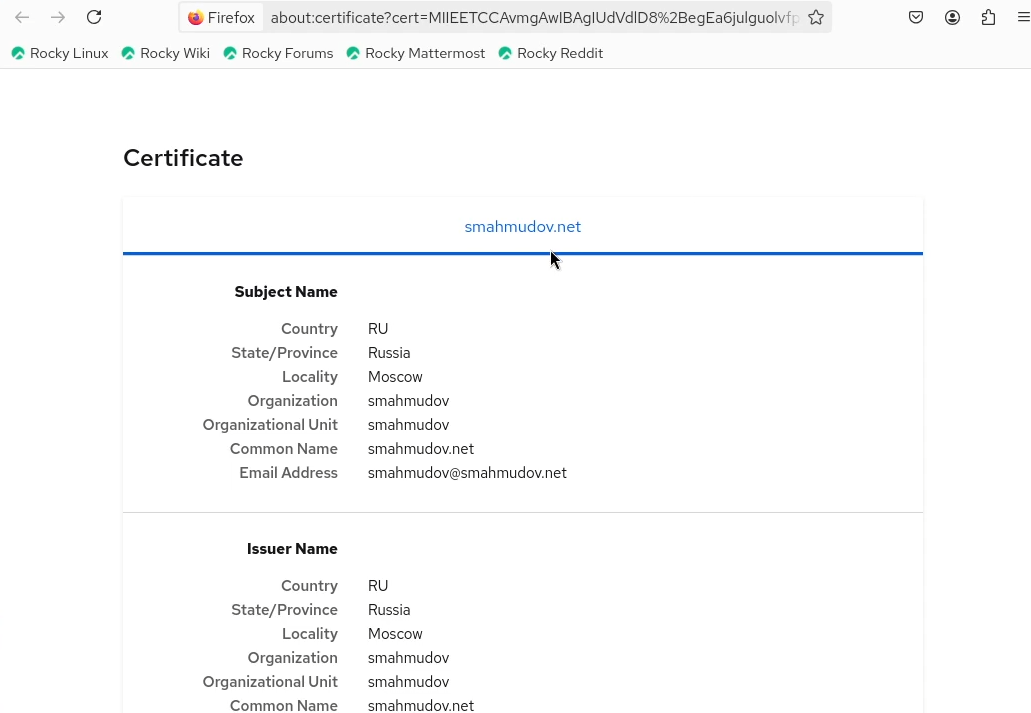 Firefox about:certificate?cert=MIIEETCCAvmgAwIBAgIUdVdlD8%2BegEa6julguolvfp
Rocky Linux Rocky Wiki Rocky Forums Rocky Mattermost Rocky Reddit
Certificate
smahmudov.net
Subject Name
Country RU
State/Province Russia
Locality Moscow
Organization smahmudov
Organizational Unit smahmudov
Common Name smahmudov.net
Email Address smahmudov@smahmudov.net
Issuer Name
Country RU
State/Province Russia
Locality Moscow
Organization smahmudov
Organizational Unit smahmudov
Common Name smahmudov.net